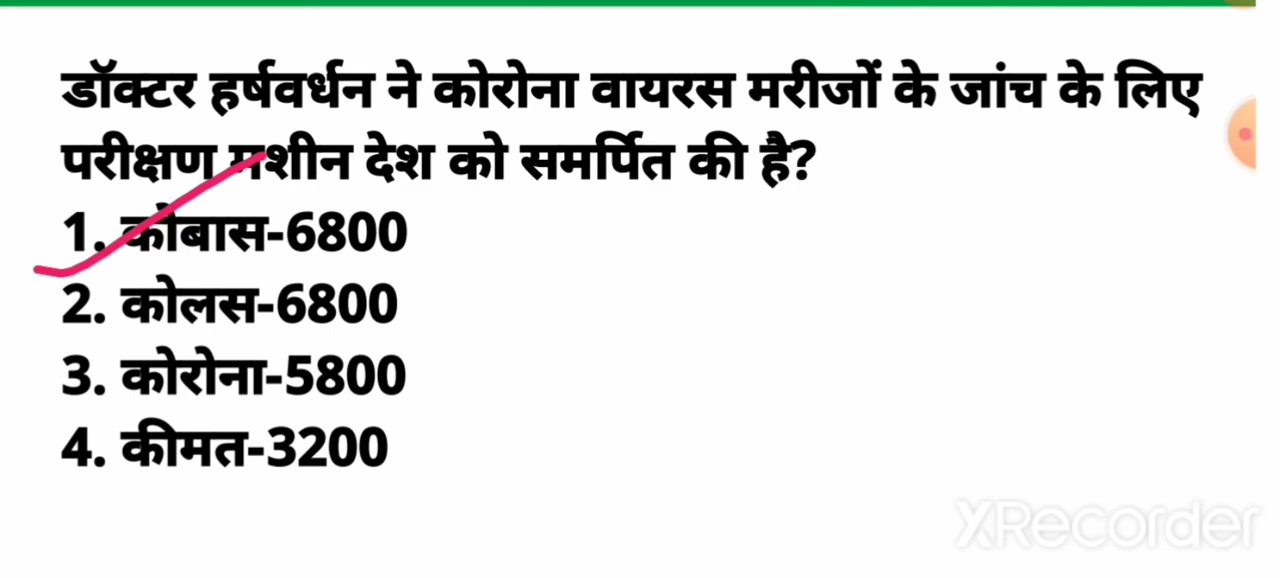 डॉक्टर हर्षवर्धन ने कोरोना वायरस मरीजों के जांच के लिए
परीक्षण मशीन देश को समर्पित की है?
1. कोबास-6800
2. कोलस-6800
3. कोरोना-5800
4. कीमत-3200
XRecorder